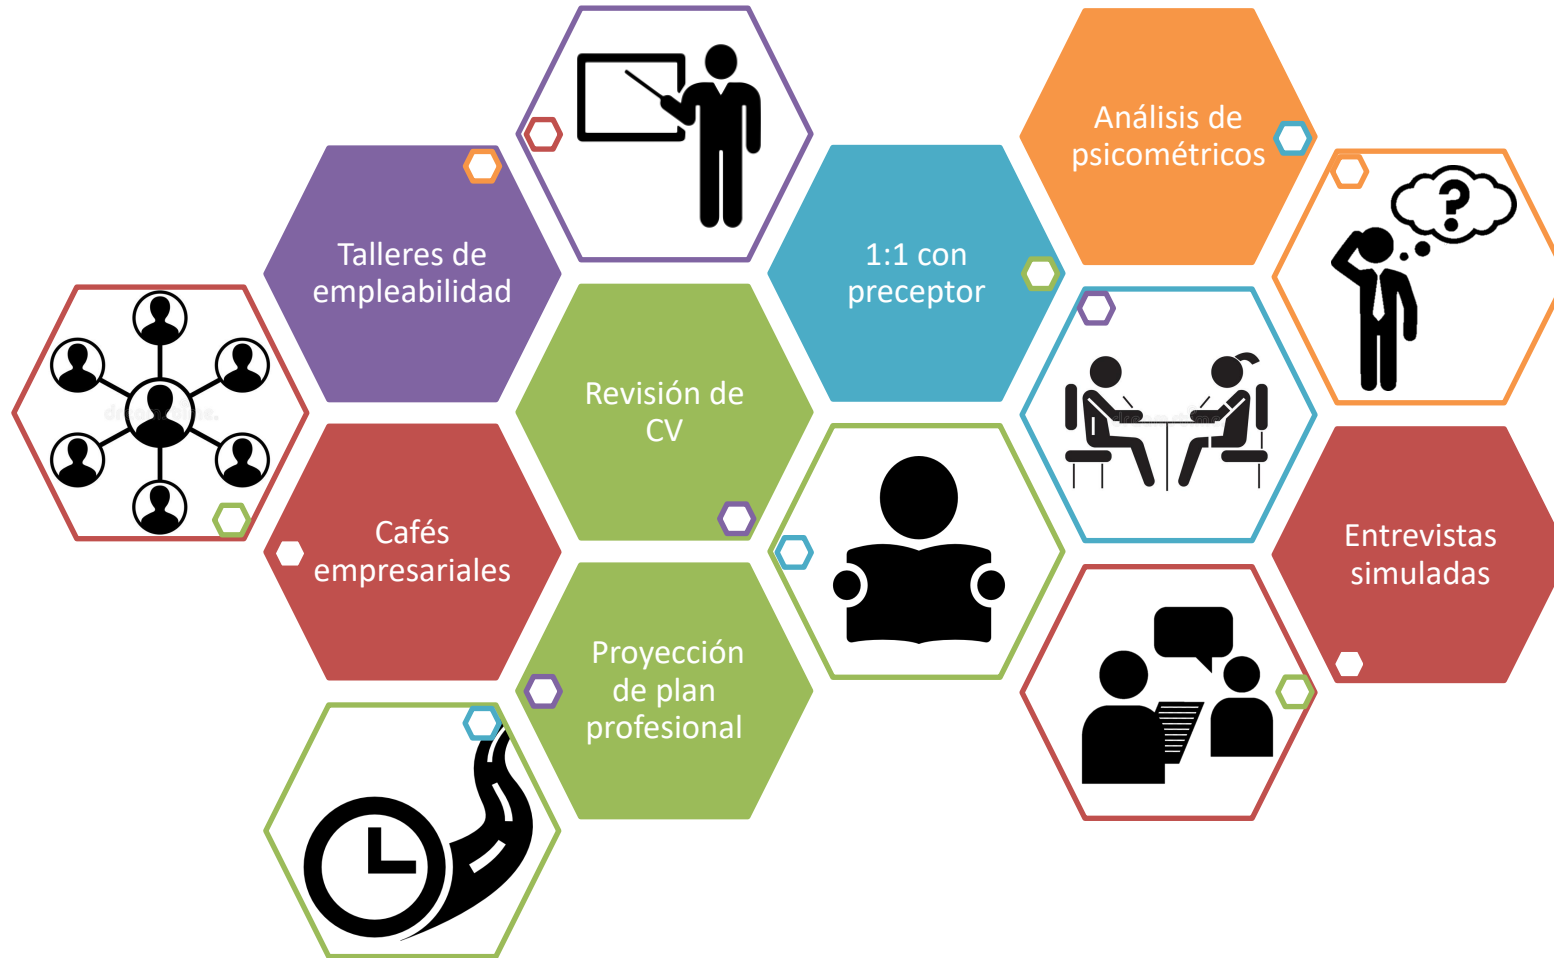 Análisis de
psicométricos
Talleres de
empleabilidad
1:1 con
preceptor
Revisión de
CV
Cafés
empresariales
Entrevistas
simuladas
Proyección
de plan
profesional
?